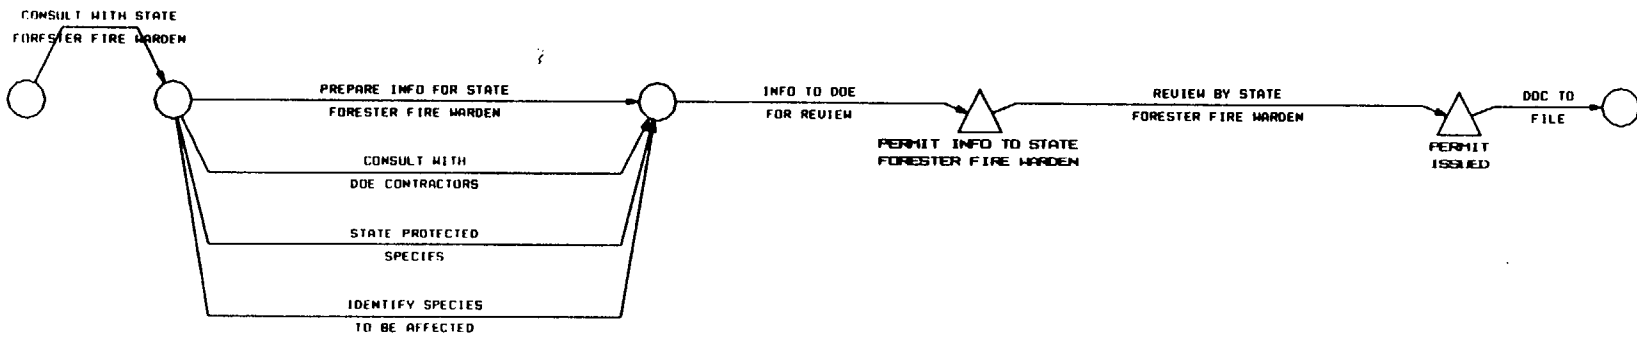 CONSULT WITH STATE
FORESTER FIRE WARDEN
PREPARE INFO FOR STATE
FORESTER FIRE WARDEN
CONSULT WITH
DOE CONTRACTORS
STATE PROTECTED
SPECIES
IDENTIFY SPECIES
TO BE AFFECTED
INFO TO DOE
FOR REVIEW
PERMIT INFO TO STATE
FORESTER FIRE WARDEN
REVIEW BY STATE
FORESTER FIRE WARDEN
PERMIT
ISSUED
DOC TO
FILE